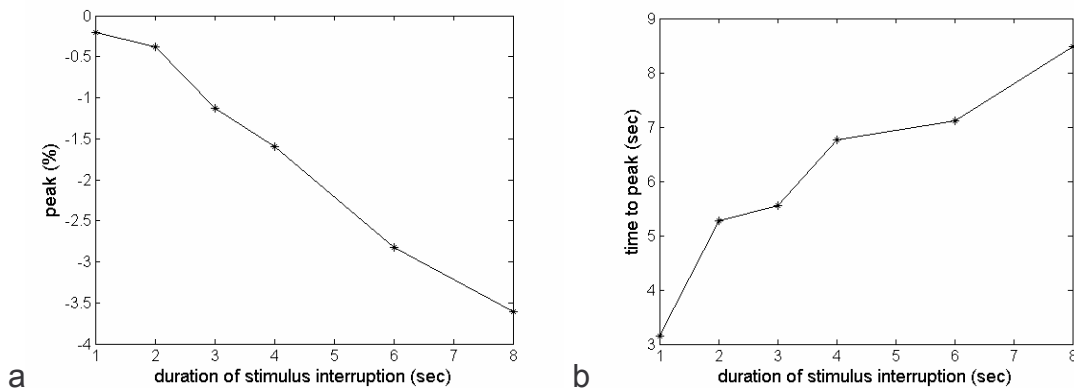 -0
-0.5
-1
-1.5
-2
-2.5
-3
-3.5
-4
peak (%)
1 2 3 4 5 6 7 8
duration of stimulus interruption (sec)
a
9
8
7
6
5
4
3
time to peak (sec)
1 2 3 4 5 6 7 8
duration of stimulus interruption (sec)
b